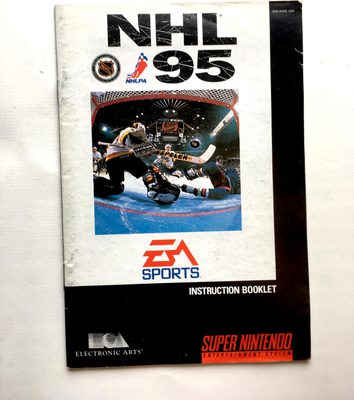 NHL
95
NHLPA
EA
SPORTS
INSTRUCTION BOOKLET
ELECTRONIC ARTS
SUPER NINTENDO
ENTERTAINMENT SYSTEM